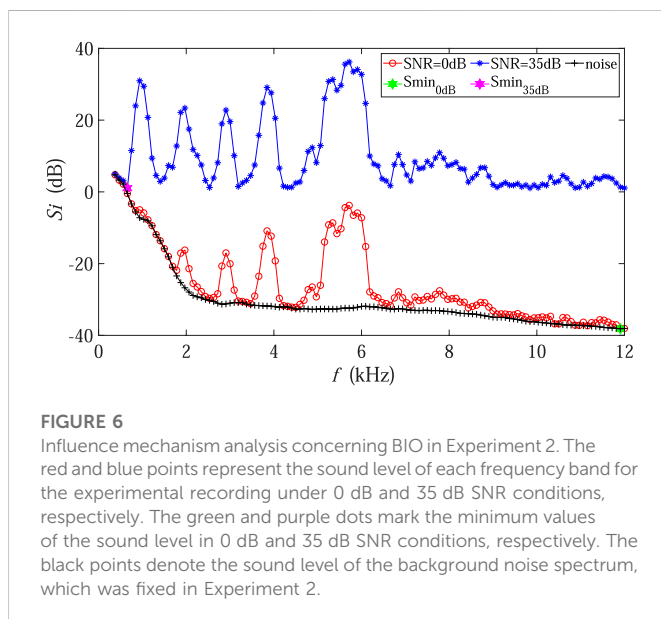 40
20
0
-20
-40
Si (dB)
SNR=0dB SNR=35dB noise
Smin0dB Smin35dB
0 2 4 6 8 10 12
f (kHz)
FIGURE 6
Influence mechanism analysis concerning BIO in Experiment 2. The
red and blue points represent the sound level of each frequency band for
the experimental recording under 0 dB and 35 dB SNR conditions,
respectively. The green and purple dots mark the minimum values
of the sound level in 0 dB and 35 dB SNR conditions, respectively. The
black points denote the sound level of the background noise spectrum,
which was fixed in Experiment 2.